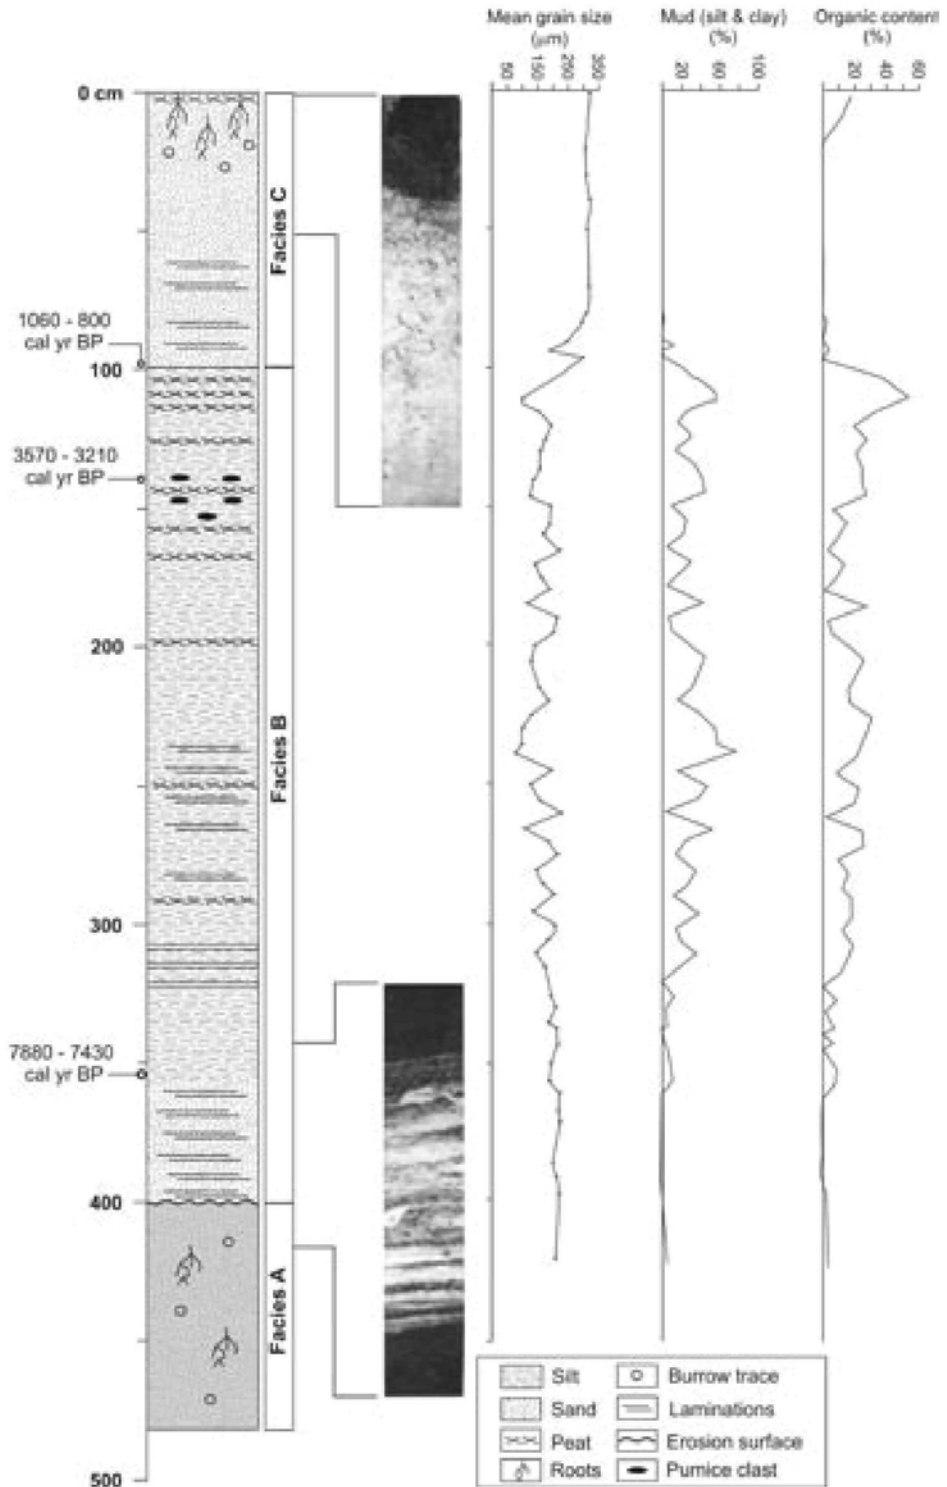 Mean grain size
(μm)
Mud (silt & clay)
(%)
Organic content
(%)
50
150
250
350
20
60
100
20
40
60
0 cm
Facies C
1060 - 800
cal yr BP
100
3570 - 3210
cal yr BP
200
Facies B
300
7880 - 7430
cal yr BP
400
Facies A
500
Silt
Burrow trace
Sand
Laminations
Peat
Erosion surface
Roots
Pumice clast